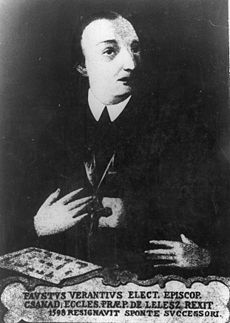 FAVSTVS VERANTIVS ELECT. EPISCOP.
CSANAD. ECCLES. PRÆP. DE LELESZ REXIT
1598 RESIGNAVIT SPONTE SVCCESSORI.